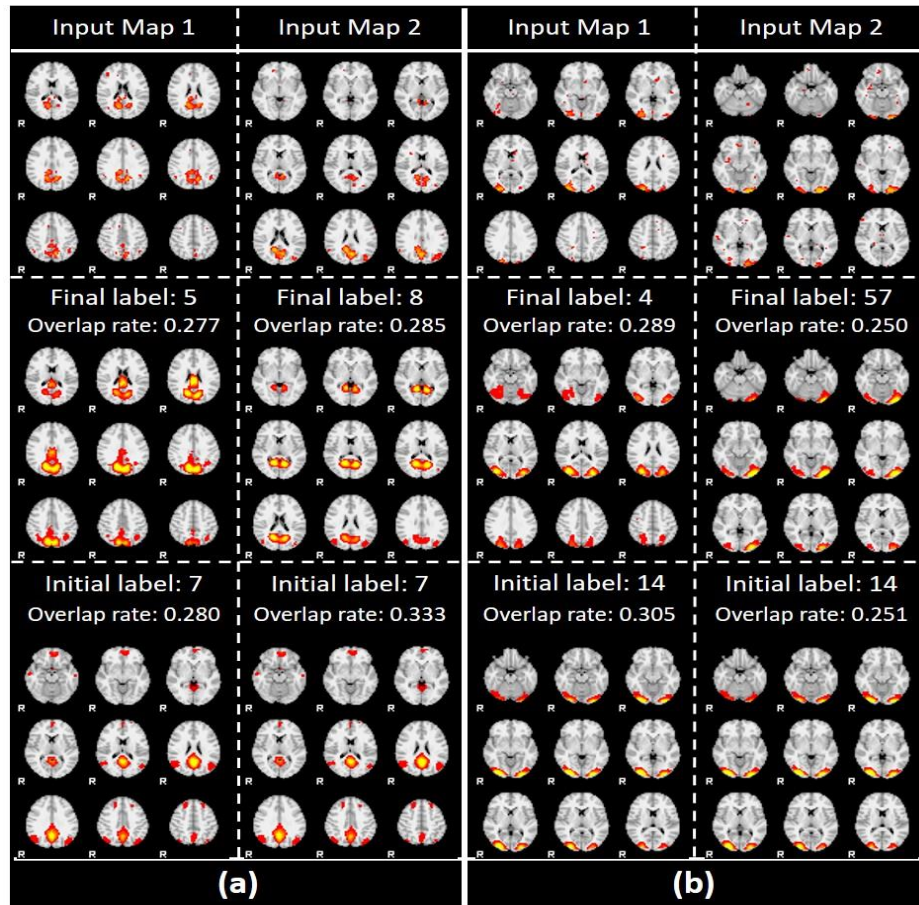 Input Map 1 Input Map 2 Input Map 1 Input Map 2
R R R R R R R R R R R R
R R R R R R R R R R R R
R R R R R R R R R R R R
Final label: 5 Final label: 8 Final label: 4 Final label: 57
Overlap rate: 0.277 Overlap rate: 0.285 Overlap rate: 0.289 Overlap rate: 0.250
R R R R R R R R R R R R
R R R R R R R R R R R R
R R R R R R R R R R R R
Initial label: 7 Initial label: 7 Initial label: 14 Initial label: 14
Overlap rate: 0.280 Overlap rate: 0.333 Overlap rate: 0.305 Overlap rate: 0.251
R R R R R R R R R R R R
R R R R R R R R R R R R
R R R R R R R R R R R R
(a) (b)